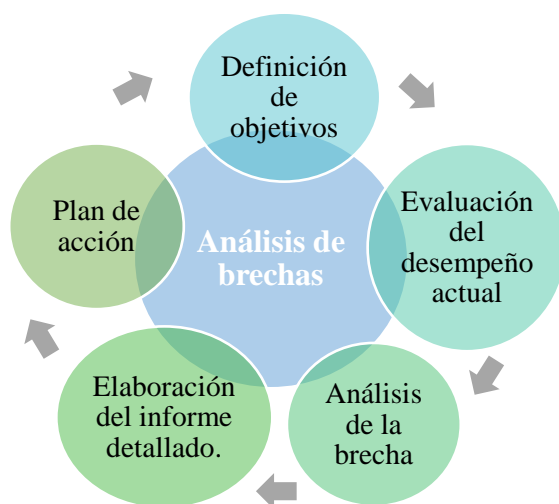 Definición
de
objetivos
Evaluación
del
desempeño
actual
Análisis
de la
brecha
Elaboración
del informe
detallado.
Plan de
acción
Análisis de
brechas